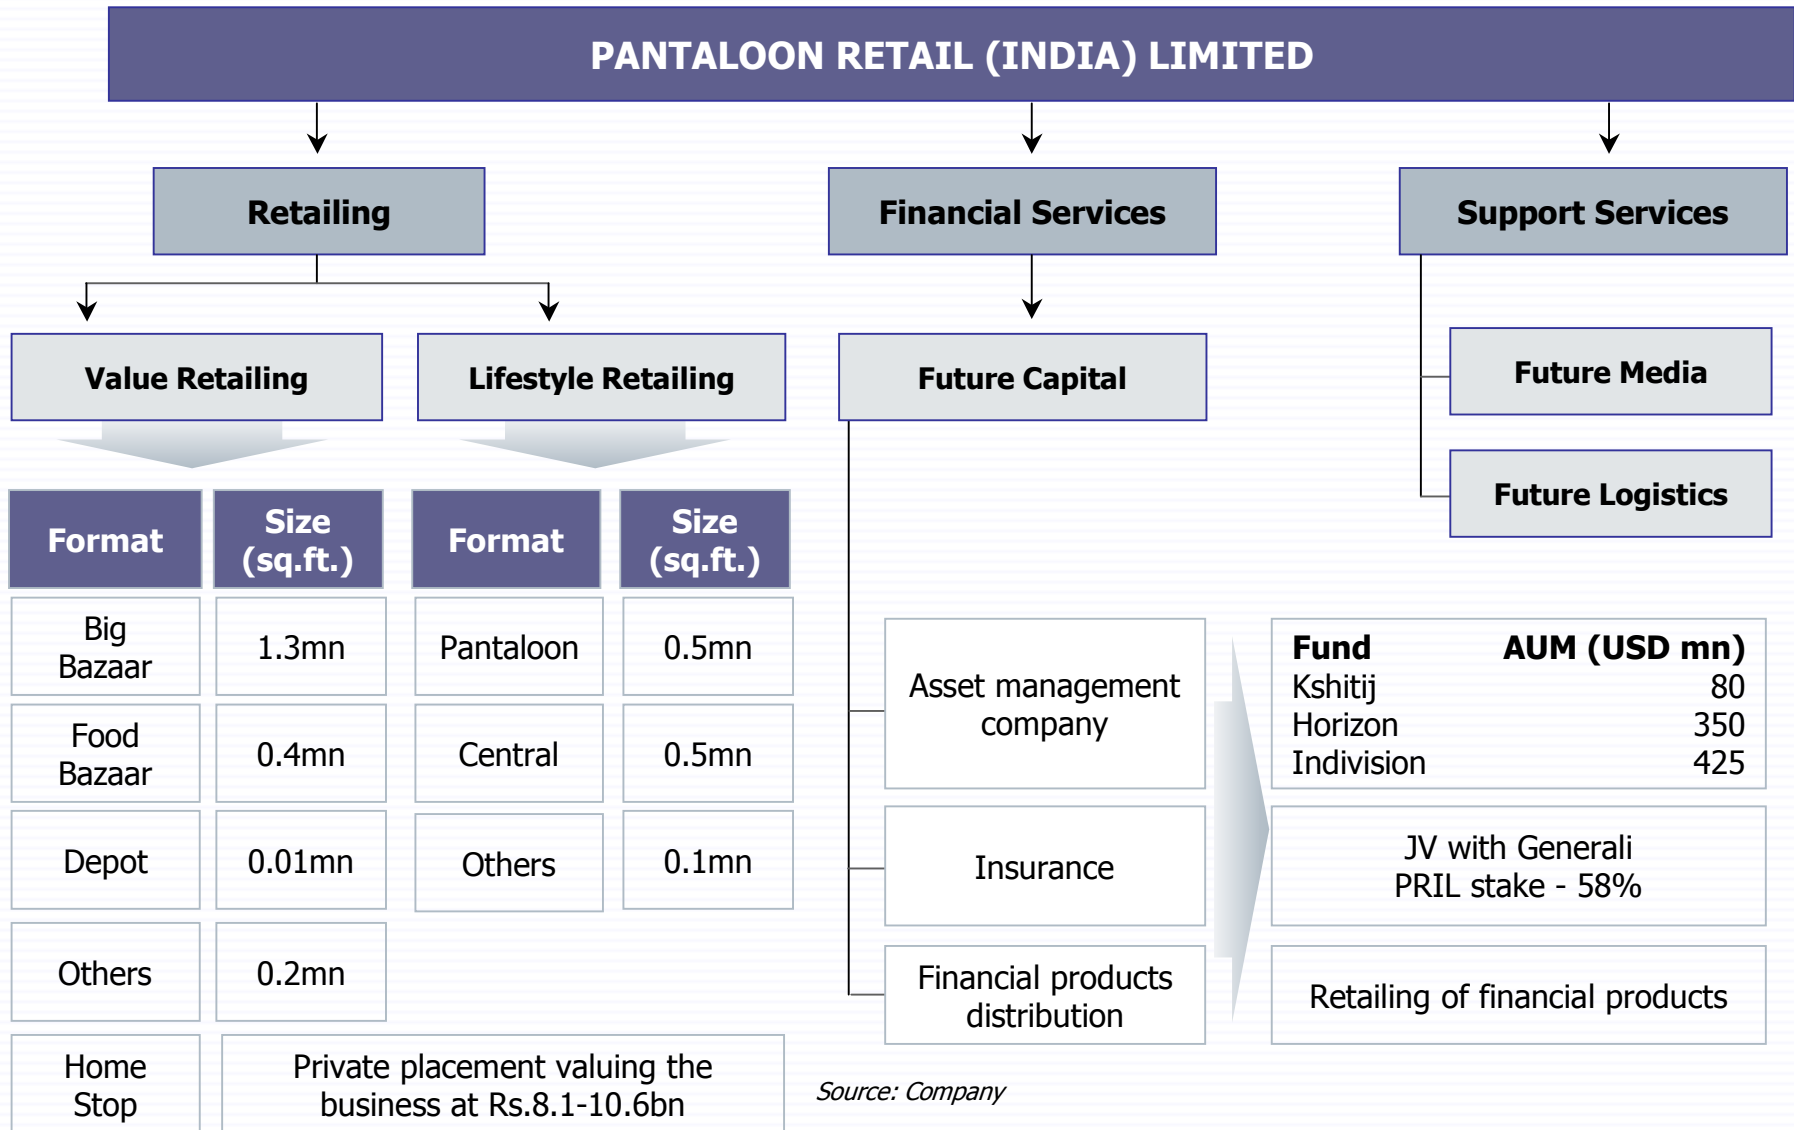 PANTALOON RETAIL (INDIA) LIMITED
Retailing
Financial Services
Support Services
Value Retailing
Lifestyle Retailing
Future Capital
Future Media
Future Logistics
Format
Size
(sq.ft.)
Format
Size
(sq.ft.)
Big
Bazaar
1.3mn
Pantaloon
0.5mn
Food
Bazaar
0.4mn
Central
0.5mn
Depot
0.01mn
Others
0.1mn
Others
0.2mn
Home
Stop
Private placement valuing the
business at Rs.8.1-10.6bn
Asset management
company
Fund AUM (USD mn)
Kshitij 80
Horizon 350
Indivision 425
Insurance
JV with Generali
PRIL stake - 58%
Financial products
distribution
Retailing of financial products
Source: Company